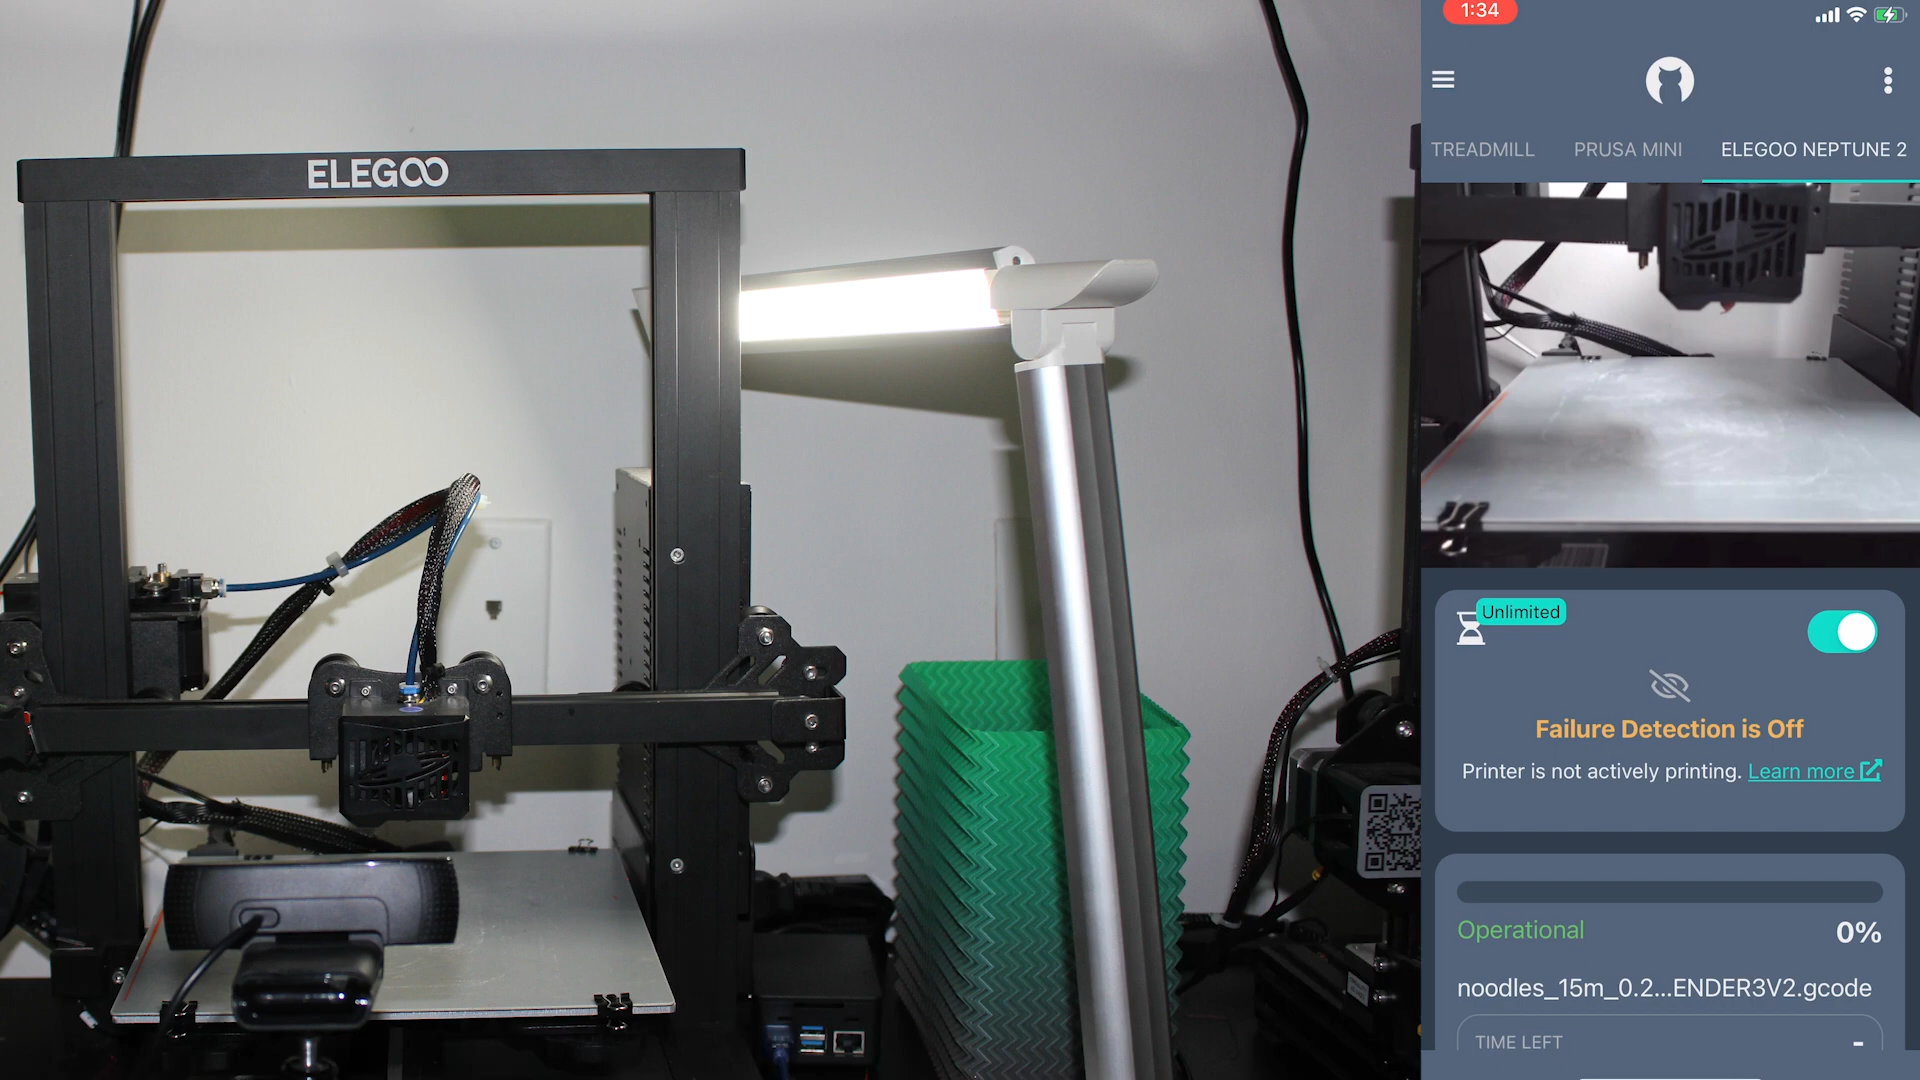 ELEGOO
1:34
TREADMILL PRUSA MINI ELEGOO NEPTUNE 2
Unlimited
Failure Detection is Off
Printer is not actively printing. Learn more
Operational 0%
noodles_15m_0.2...ENDER3V2.gcode
TIME LEFT -